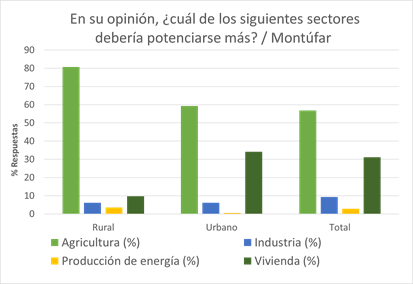 En su opinión, ¿cuál de los siguientes sectores
debería potenciarse más? / Montúfar
% Respuestas
90
80
70
60
50
40
30
20
10
0
Rural Urbano Total
Agricultura (%) Industria (%)
Producción de energía (%) Vivienda (%)